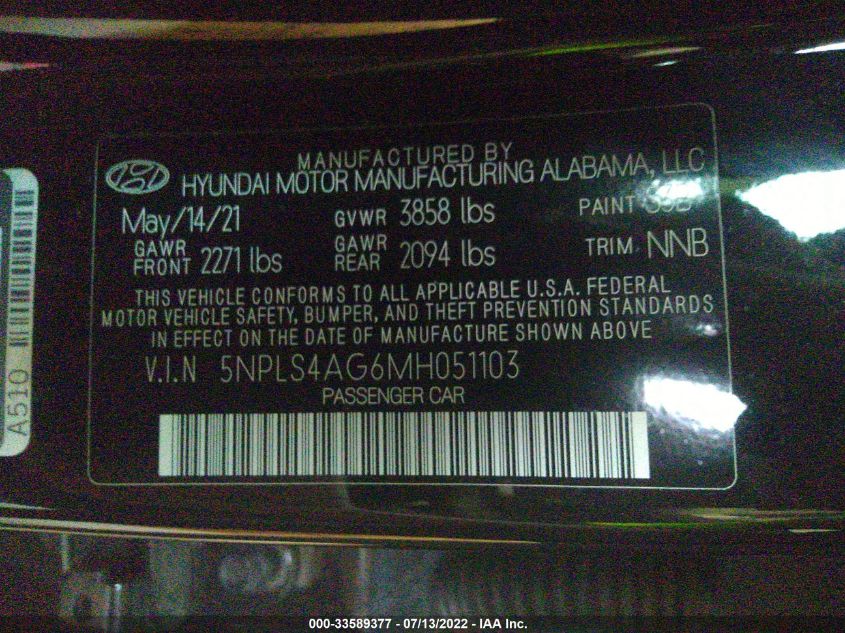 MANUFACTURED BY
HYUNDAI MOTOR MANUFACTURING ALABAMA, LLC
May/14/21 GVWR 3858 lbs PAINT
GAWR FRONT 2271 lbs GAWR REAR 2094 lbs TRIM NNB
THIS VEHICLE CONFORMS TO ALL APPLICABLE U.S.A. FEDERAL
MOTOR VEHICLE SAFETY, BUMPER, AND THEFT PREVENTION STANDARDS
IN EFFECT ON THE DATE OF MANUFACTURE SHOWN ABOVE
V.I.N 5NPLS4AG6MH051103
PASSENGER CAR
A510
000-33589377 - 07/13/2022 - IAA Inc.